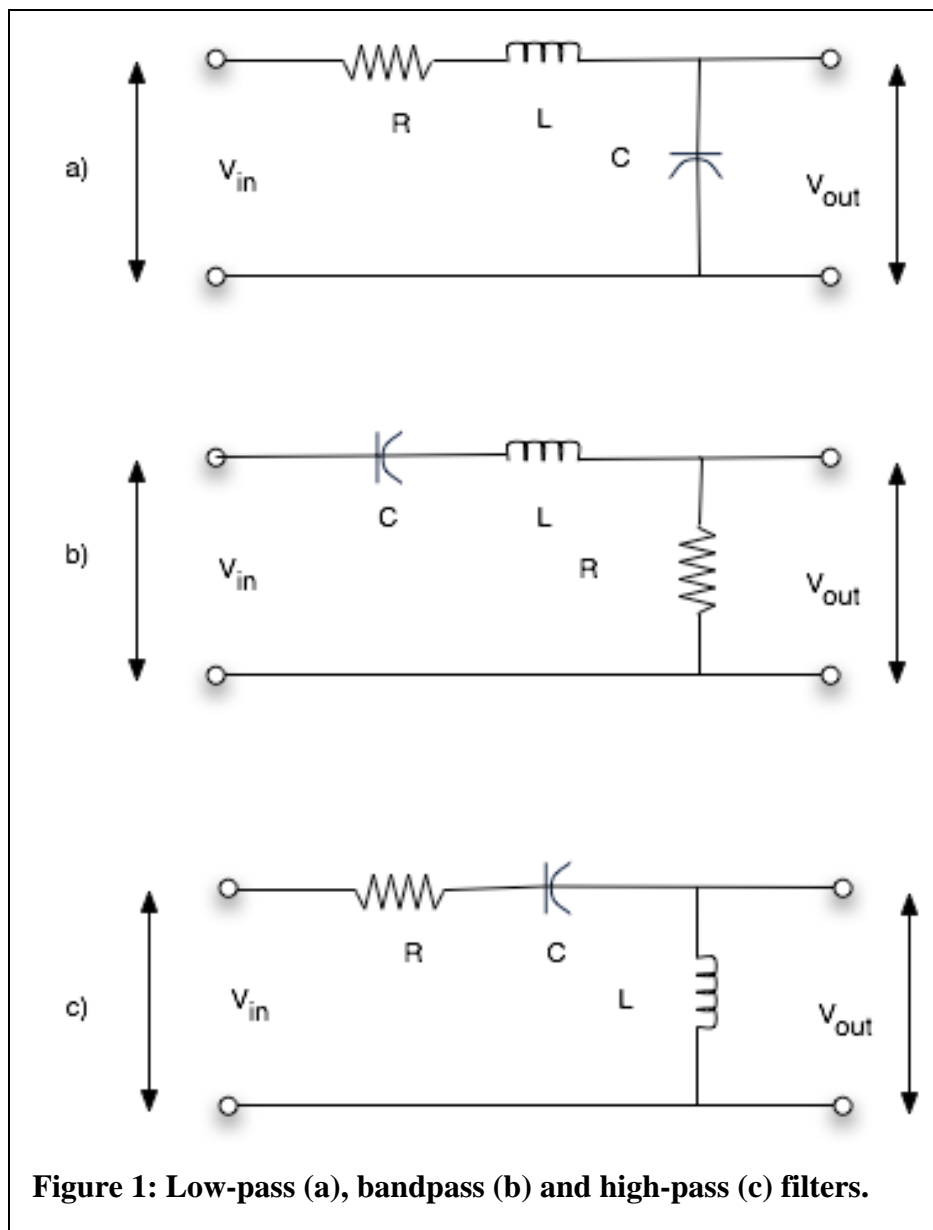 R
L
C
a)
Vin
Vout
C
L
R
b)
Vin
Vout
R
C
L
c)
Vin
Vout
Figure 1: Low-pass (a), bandpass (b) and high-pass (c) filters.